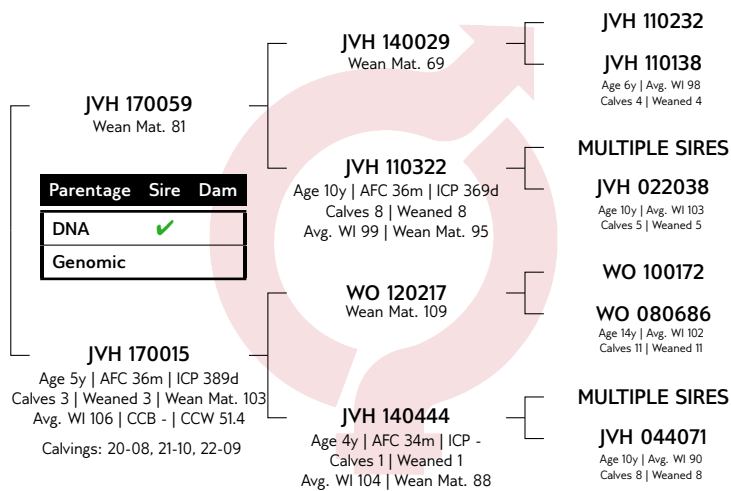 JVH 170059
Wean Mat. 81
Parentage Sire Dam
DNA ✔
Genomic
JVH 170015
Age 5y | AFC 36m | ICP 389d
Calves 3 | Weaned 3 | Wean Mat. 103
Avg. WI 106 | CCB - | CCW 51.4
Calvings: 20-08, 21-10, 22-09
JVH 140029
Wean Mat. 69
JVH 110322
Age 10y | AFC 36m | ICP 369d
Calves 8 | Weaned 8
Avg. WI 99 | Wean Mat. 95
WO 120217
Wean Mat. 109
JVH 140444
Age 4y | AFC 34m | ICP -
Calves 1 | Weaned 1
Avg. WI 104 | Wean Mat. 88
JVH 110232
JVH 110138
Age 6y | Avg. WI 98
Calves 4 | Weaned 4
MULTIPLE SIRES
JVH 022038
Age 10y | Avg. WI 103
Calves 5 | Weaned 5
WO 100172
WO 080686
Age 14y | Avg. WI 102
Calves 11 | Weaned 11
MULTIPLE SIRES
JVH 044071
Age 10y | Avg. WI 90
Calves 8 | Weaned 8